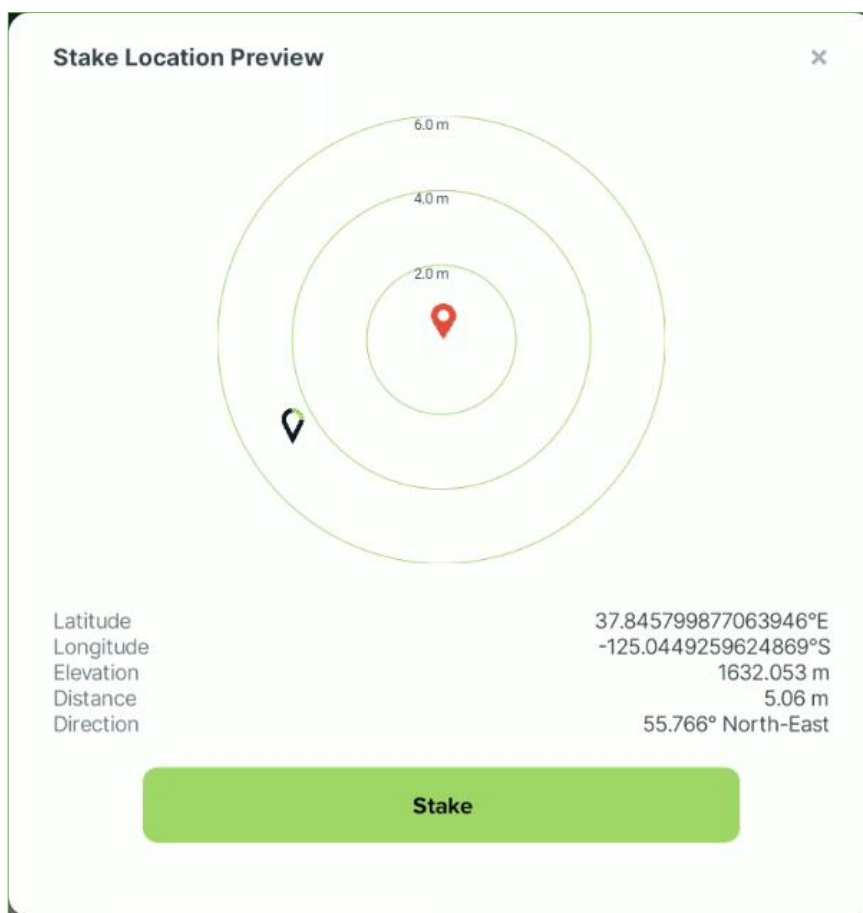 Stake Location Preview
6.0 m
4.0 m
2.0 m
Latitude 37.845799877063946°E
Longitude -125.0449259624869°S
Elevation 1632.053 m
Distance 5.06 m
Direction 55.766° North-East
Stake